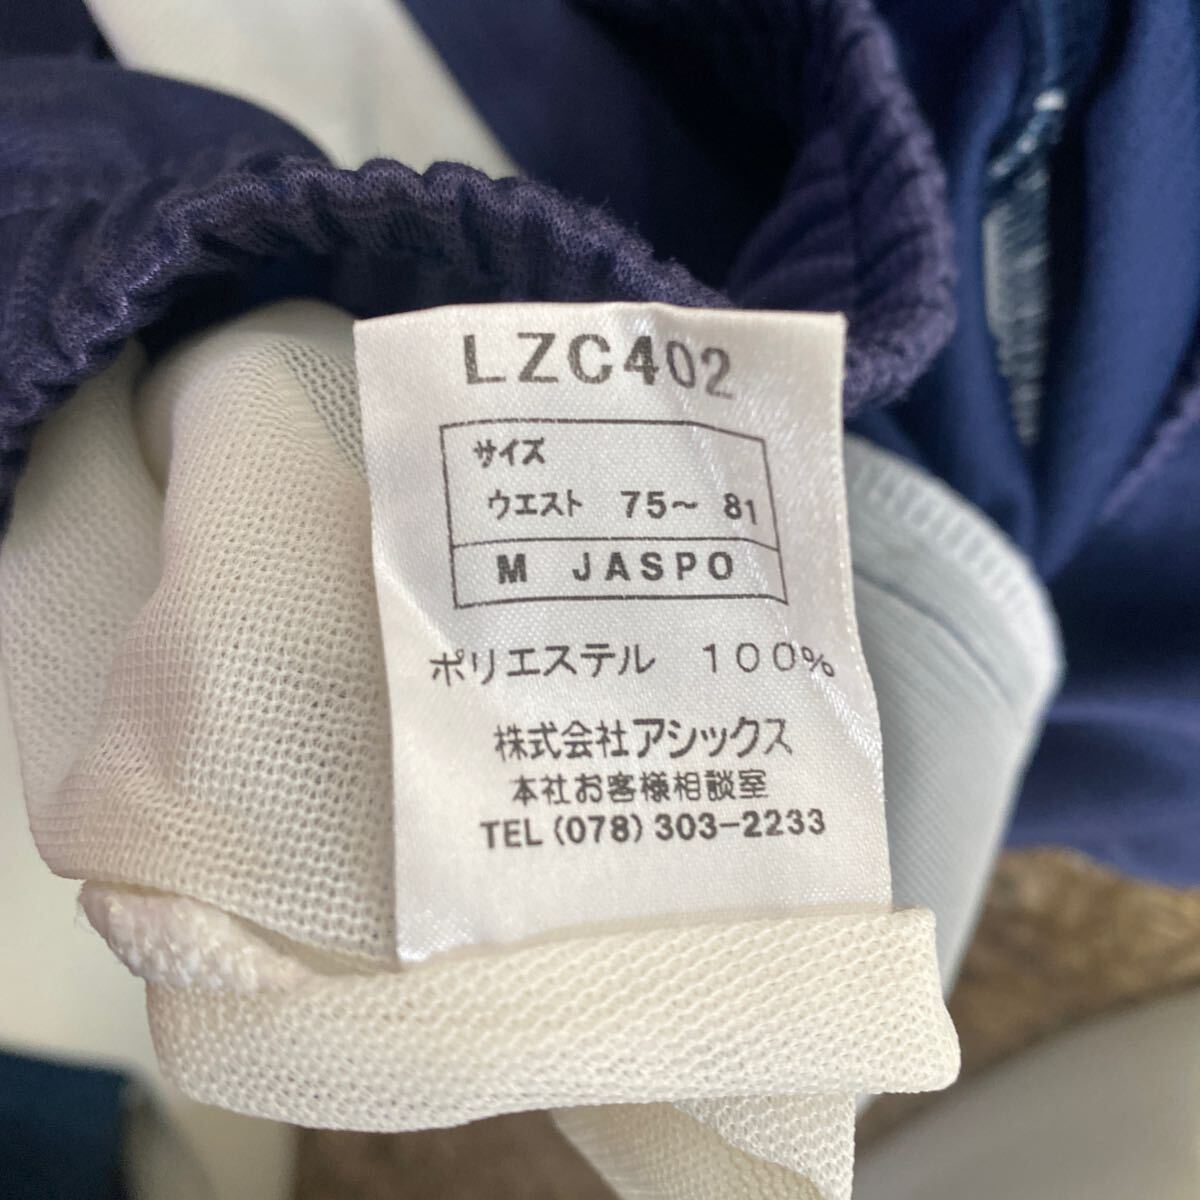 LZC402
サイズ
ウエスト 75～ 81
M JASPO
ポリエステル 100%
株式会社アシックス
本社お客様相談室
TEL (078) 303-2233